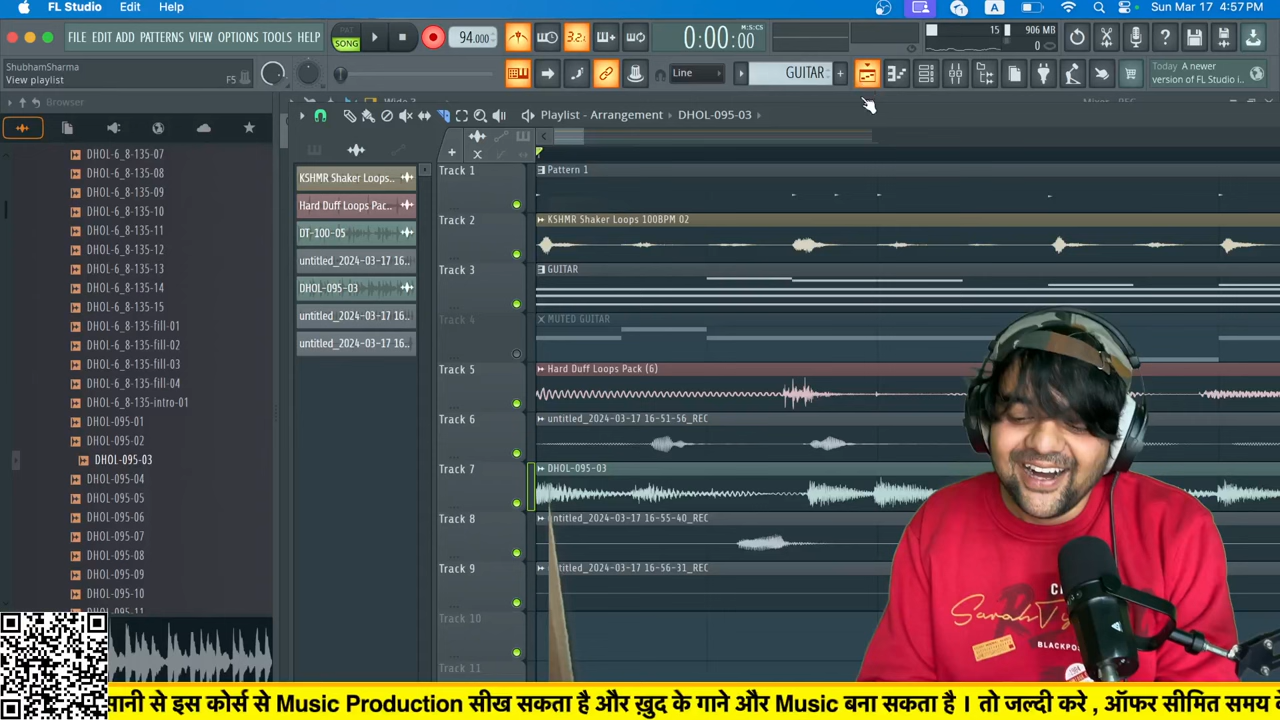 FL Studio Edit Help
A Sun Mar 17 4:57 PM
FILE EDIT ADD PATTERNS VIEW OPTIONS TOOLS HELP
PAT
SONG
94.000
3.2.
0:00:00
M:S:CS
15
906 MB
0
ShubhamSharma
View playlist
F5
Line
GUITAR
Today A newer
version of FL Studio i..
Browser
Playlist - Arrangement DHOL-095-03
DHOL-6_8-135-07
DHOL-6_8-135-08
DHOL-6_8-135-09
DHOL-6_8-135-10
DHOL-6_8-135-11
DHOL-6_8-135-12
DHOL-6_8-135-13
DHOL-6_8-135-14
DHOL-6_8-135-15
DHOL-6_8-135-fill-01
DHOL-6_8-135-fill-02
DHOL-6_8-135-fill-03
DHOL-6_8-135-fill-04
DHOL-6_8-135-intro-01
DHOL-095-01
DHOL-095-02
DHOL-095-03
DHOL-095-04
DHOL-095-05
DHOL-095-06
DHOL-095-07
DHOL-095-08
DHOL-095-09
DHOL-095-10
DHOL-095-11
KSHMR Shaker Loops..
Hard Duff Loops Pac..
DT-100-05
untitled_2024-03-17 16..
DHOL-095-03
untitled_2024-03-17 16..
untitled_2024-03-17 16..
Track 1
Pattern 1
Track 2
KSHMR Shaker Loops 100BPM 02
Track 3
GUITAR
Track 4
MUTED GUITAR
Track 5
Hard Duff Loops Pack (6)
Track 6
untitled_2024-03-17 16-51-56_REC
Track 7
DHOL-095-03
Track 8
untitled_2024-03-17 16-55-40_REC
Track 9
untitled_2024-03-17 16-56-31_REC
Track 10
Track 11
BLACKPO
सानी से इस कोर्स से Music Production सीख सकता है और ख़ुद के गाने और Music बना सकता है । तो जल्दी करे , ऑफर सीमित समय के